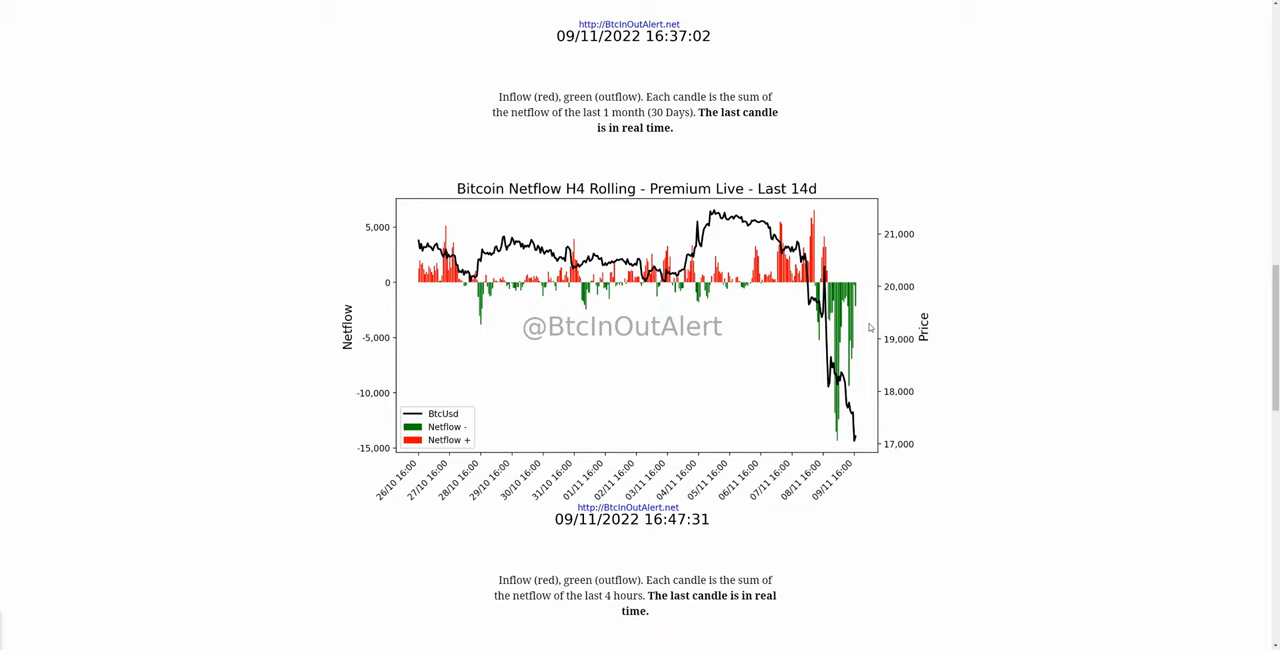 http://BtcInOutAlert.net
09/11/2022 16:37:02
Inflow (red), green (outflow). Each candle is the sum of
the netflow of the last 1 month (30 Days). The last candle
is in real time.
Bitcoin Netflow H4 Rolling - Premium Live - Last 14d
5,000
0
-5,000
-10,000
-15,000
Netflow
21,000
20,000
19,000
18,000
17,000
Price
@BtcInOutAlert
BtcUsd
Netflow -
Netflow +
26/10 16:00
27/10 16:00
28/10 16:00
29/10 16:00
30/10 16:00
31/10 16:00
01/11 16:00
02/11 16:00
03/11 16:00
04/11 16:00
05/11 16:00
06/11 16:00
07/11 16:00
08/11 16:00
09/11 16:00
http://BtcInOutAlert.net
09/11/2022 16:47:31
Inflow (red), green (outflow). Each candle is the sum of
the netflow of the last 4 hours. The last candle is in real
time.